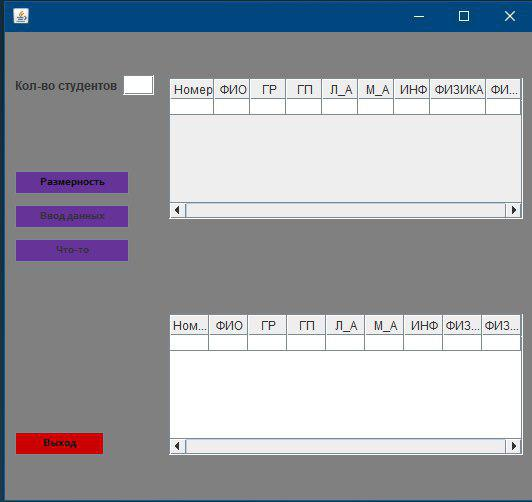 Кол-во студентов
Номер ФИО ГР ГП Л_А М_А ИНФ ФИЗИКА ФИ...
Размерность
Ввод данных
Что-то
Ном... ФИО ГР ГП Л_А М_А ИНФ ФИЗ... ФИЗ...
Выход